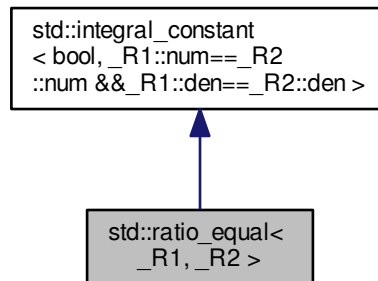 std::integral_constant
< bool, _R1::num==_R2
::num &&_R1::den==_R2::den >
std::ratio_equal<
_R1, _R2 >